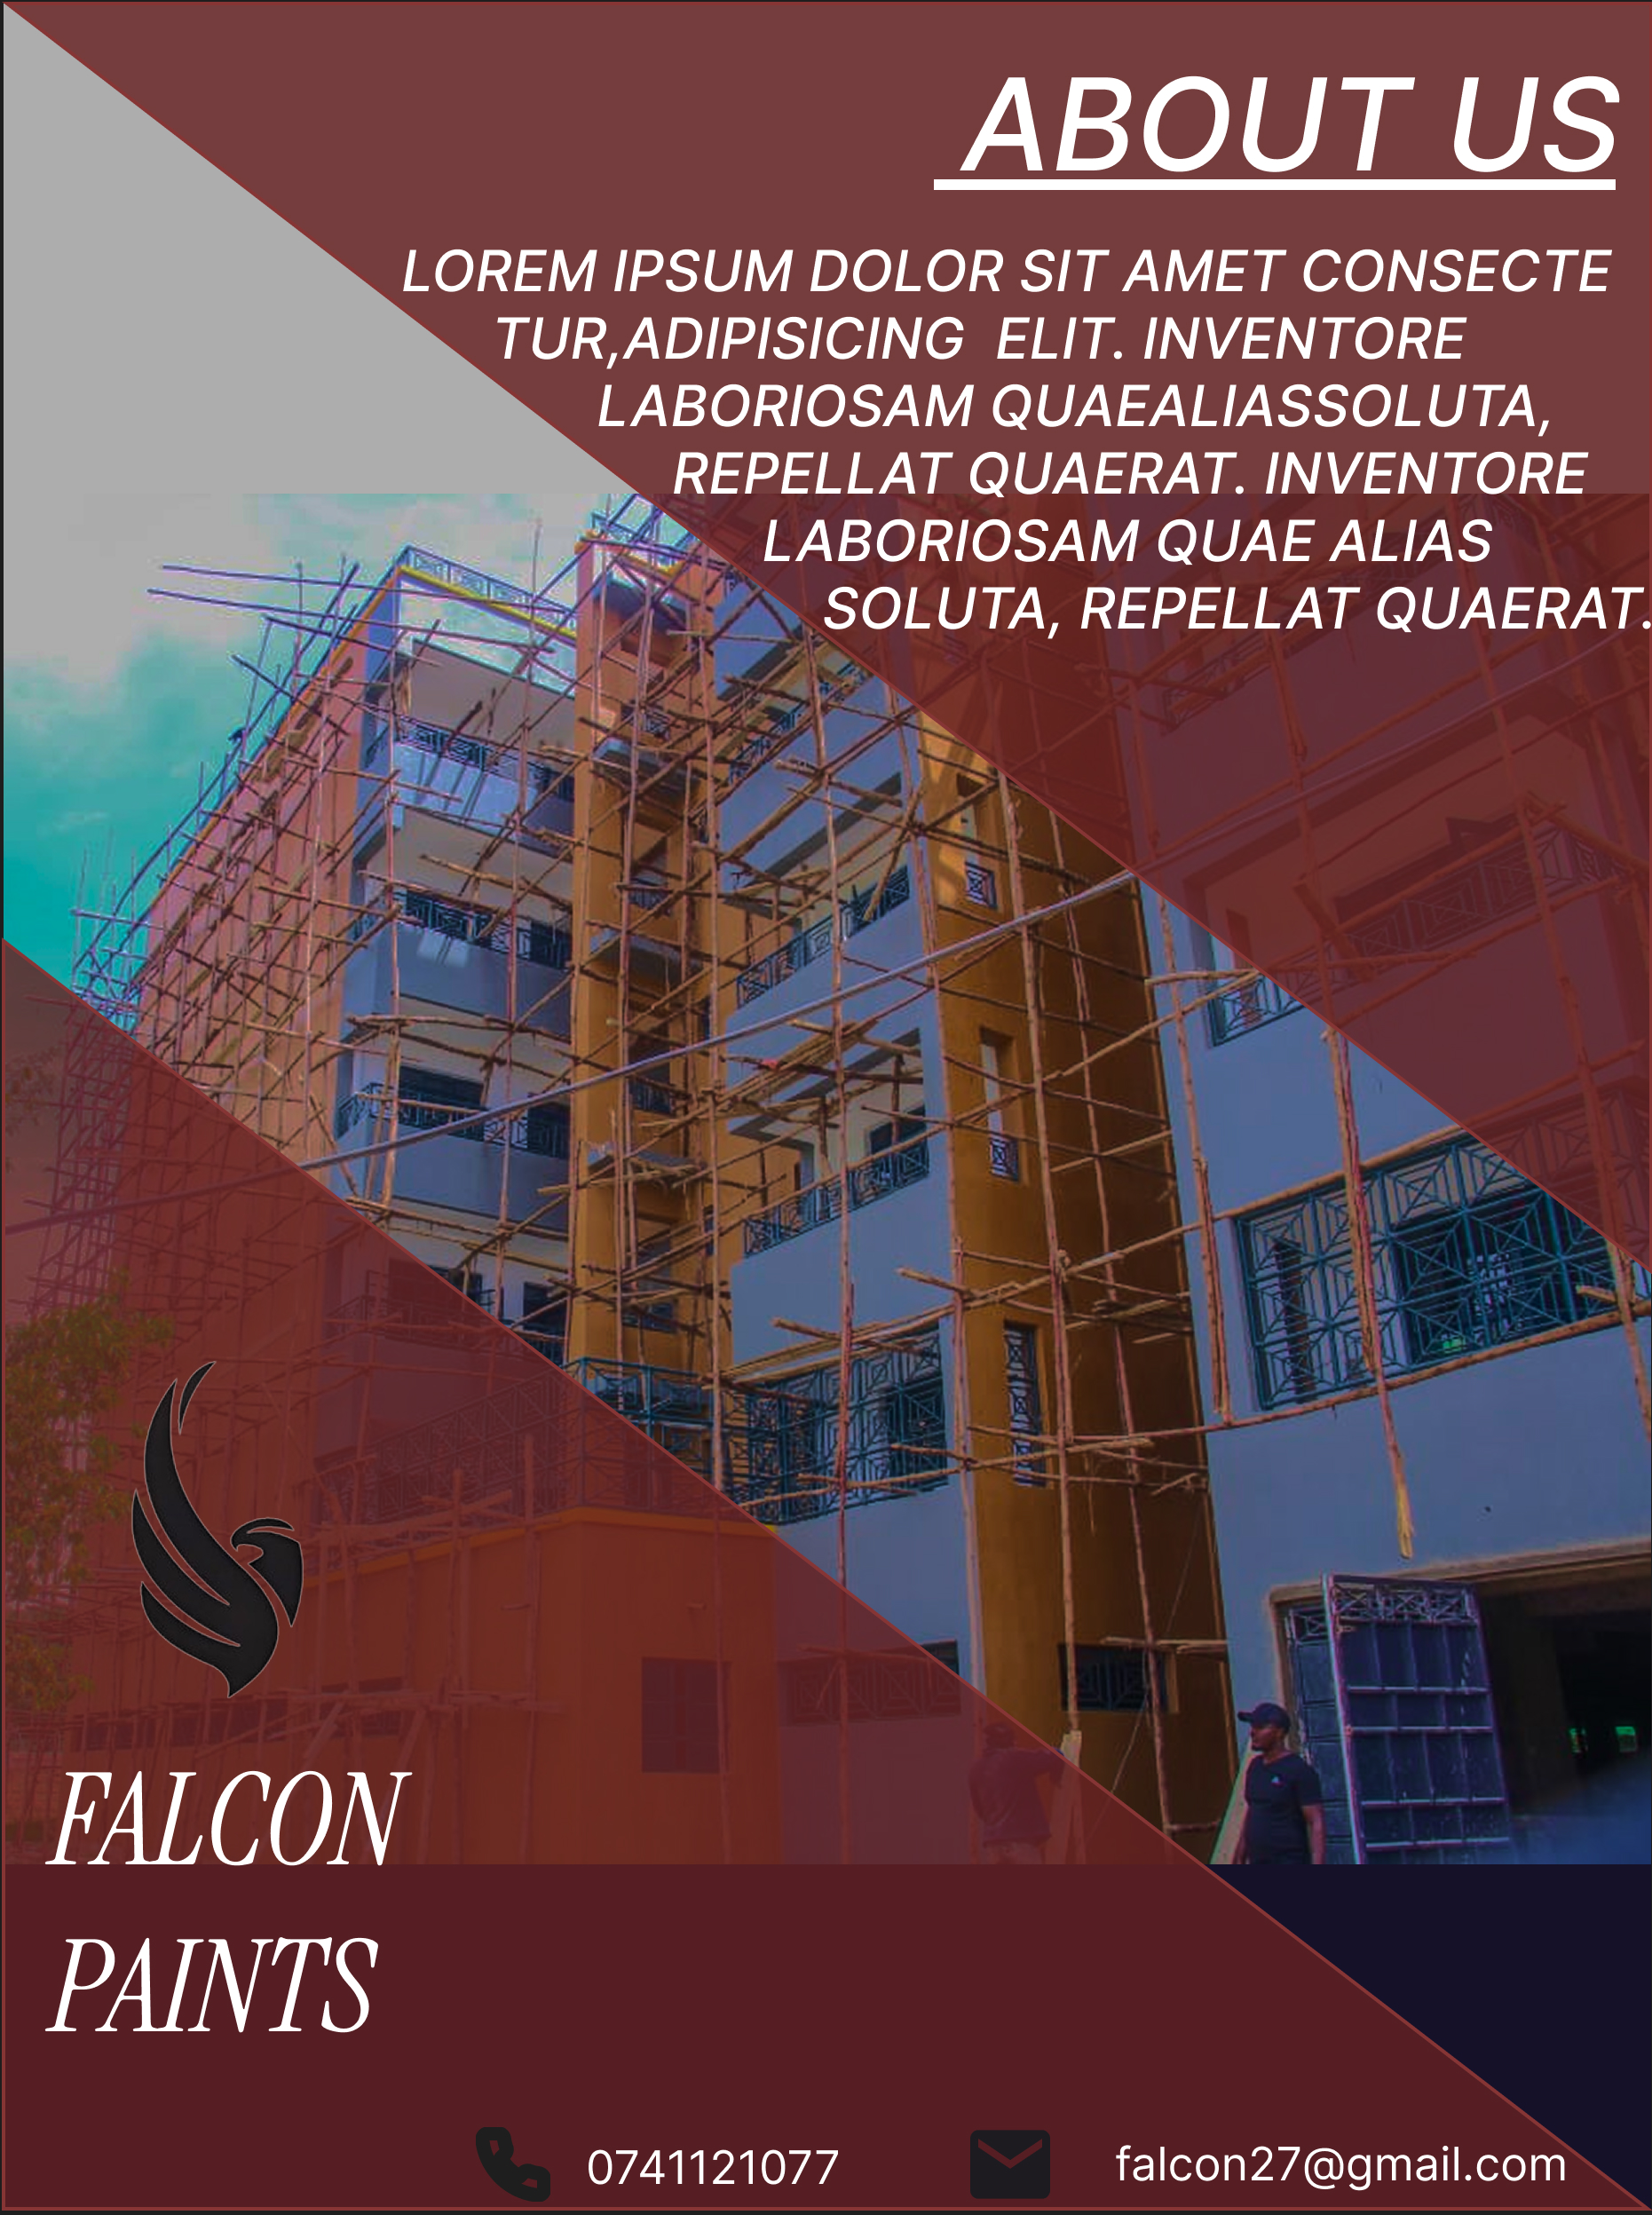 ABOUT US
LOREM IPSUM DOLOR SIT AMET CONSECTE
TUR,ADIPISICING ELIT. INVENTORE
LABORIOSAM QUAEALIASSOLUTA,
REPELLAT QUAERAT. INVENTORE
LABORIOSAM QUAE ALIAS
SOLUTA, REPELLAT QUAERAT.
FALCON
PAINTS
0741121077
falcon27@gmail.com